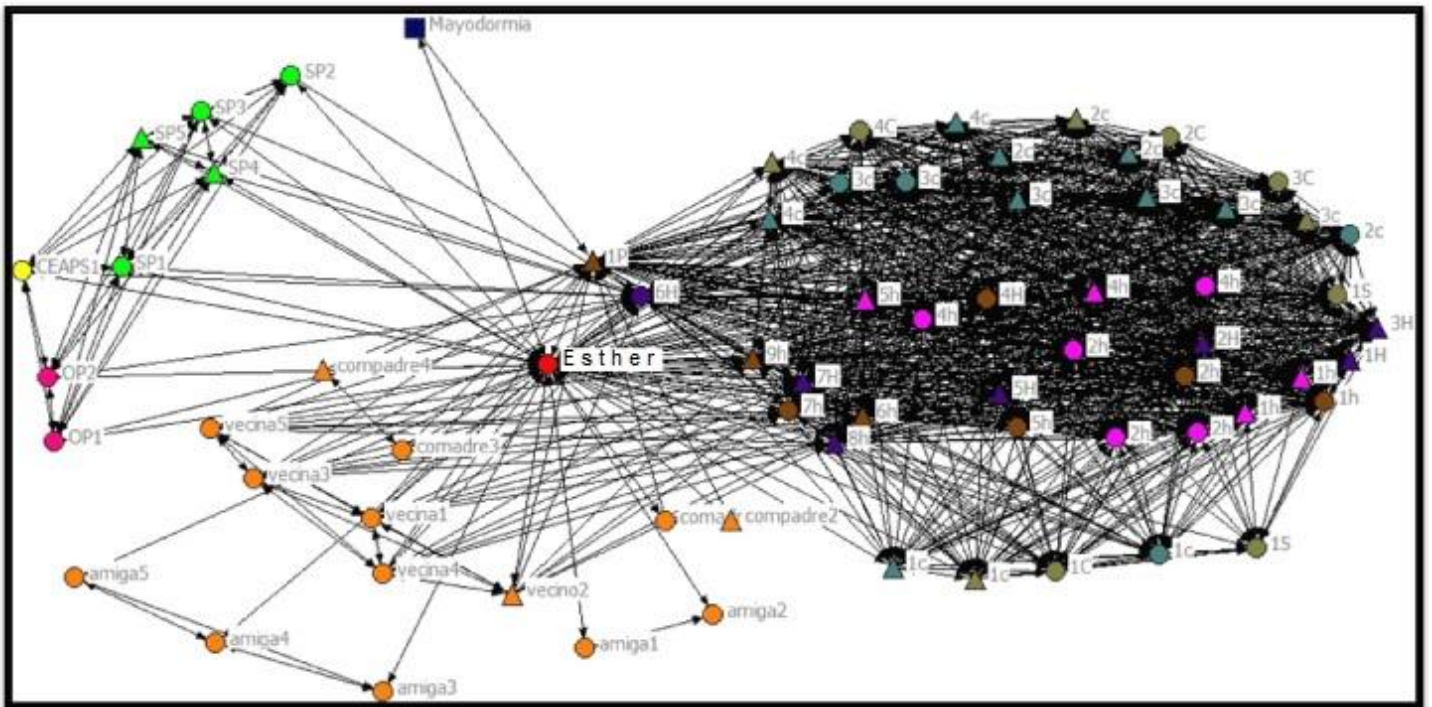 Mayodormia
SP2
SP3
SP5
SP4
CEAPS1
SP1
OP2
OP1
1P
6H
Esther
compadre4
vecina5
comadre3
vecina3
vecina1
vecina4
vecino2
compadre2
amiga5
amiga4
amiga3
amiga1
amiga2
4C
4c
2c
2C
4c
3c
3c
2c
2c
3C
3c
3c
3c
3c
2c
4c
5h
4h
4H
4h
4h
1S
3H
2h
2H
1H
9h
7H
5H
2h
1h
1h
7h
6h
5h
2h
2h
1h
8h
1c
1c
1C
1c
1S